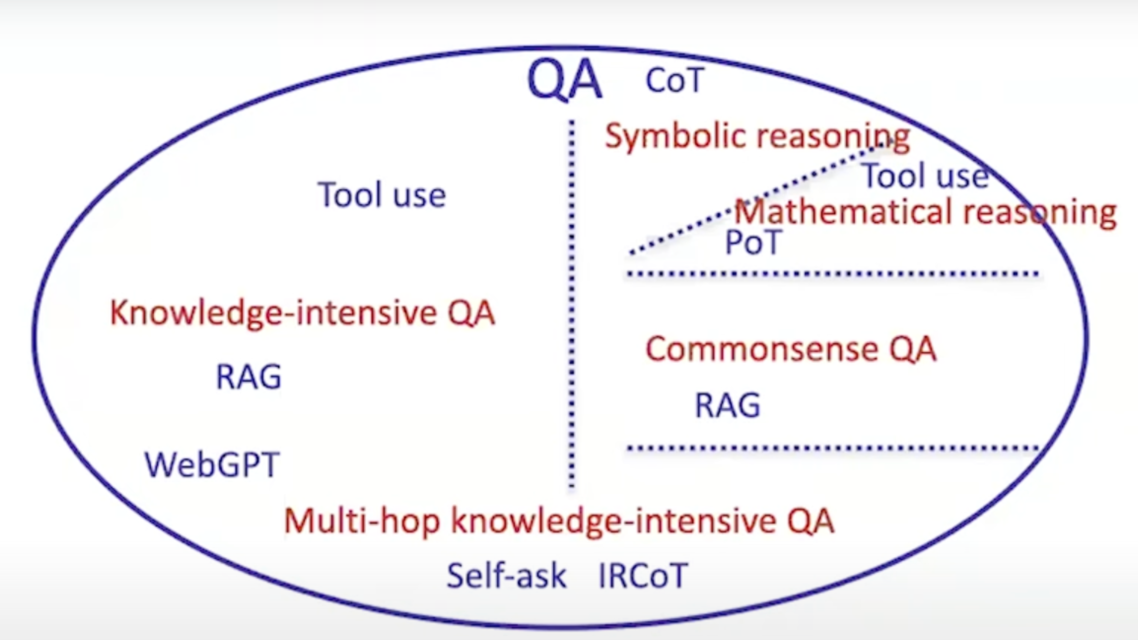 QA
CoT
Symbolic reasoning
Tool use
Tool use
Mathematical reasoning
PoT
Knowledge-intensive QA
Commonsense QA
RAG
RAG
WebGPT
Multi-hop knowledge-intensive QA
Self-ask IRCoT